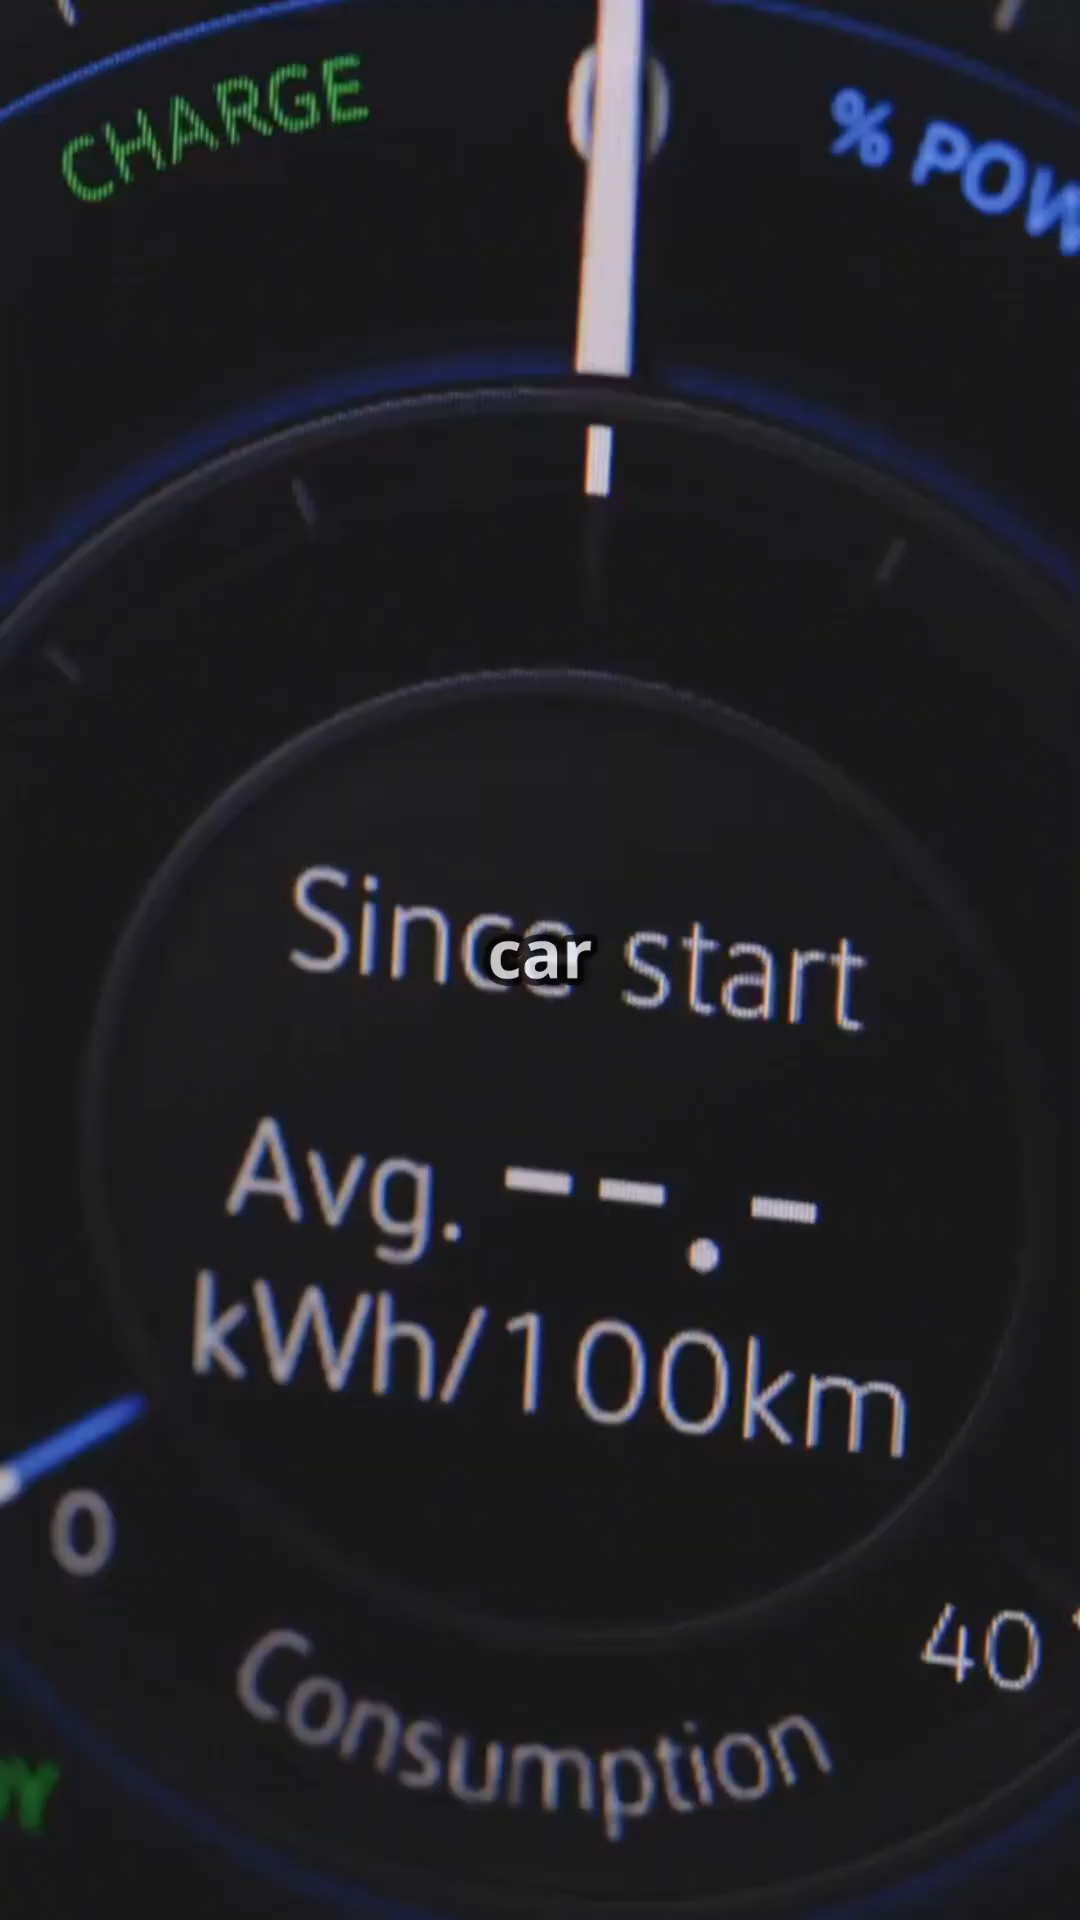 CHARGE
% POW
Since start
car
Avg. --.-
kWh/100km
0
40
Consumption